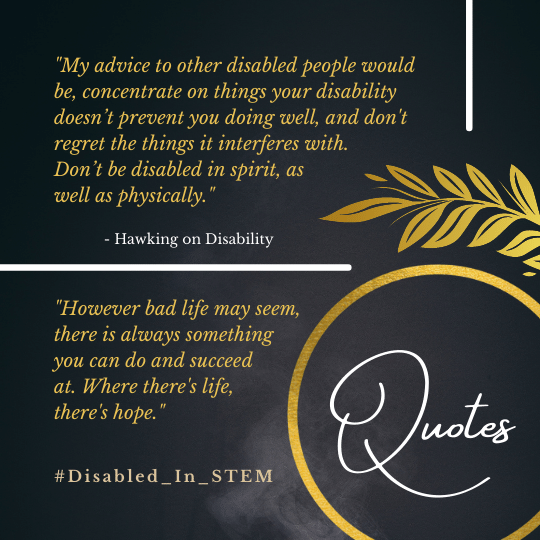 "My advice to other disabled people would
be, concentrate on things your disability
doesn’t prevent you doing well, and don't
regret the things it interferes with.
Don’t be disabled in spirit, as
well as physically."
- Hawking on Disability
"However bad life may seem,
there is always something
you can do and succeed
at. Where there's life,
there's hope."
Quotes
#Disabled_In_STEM